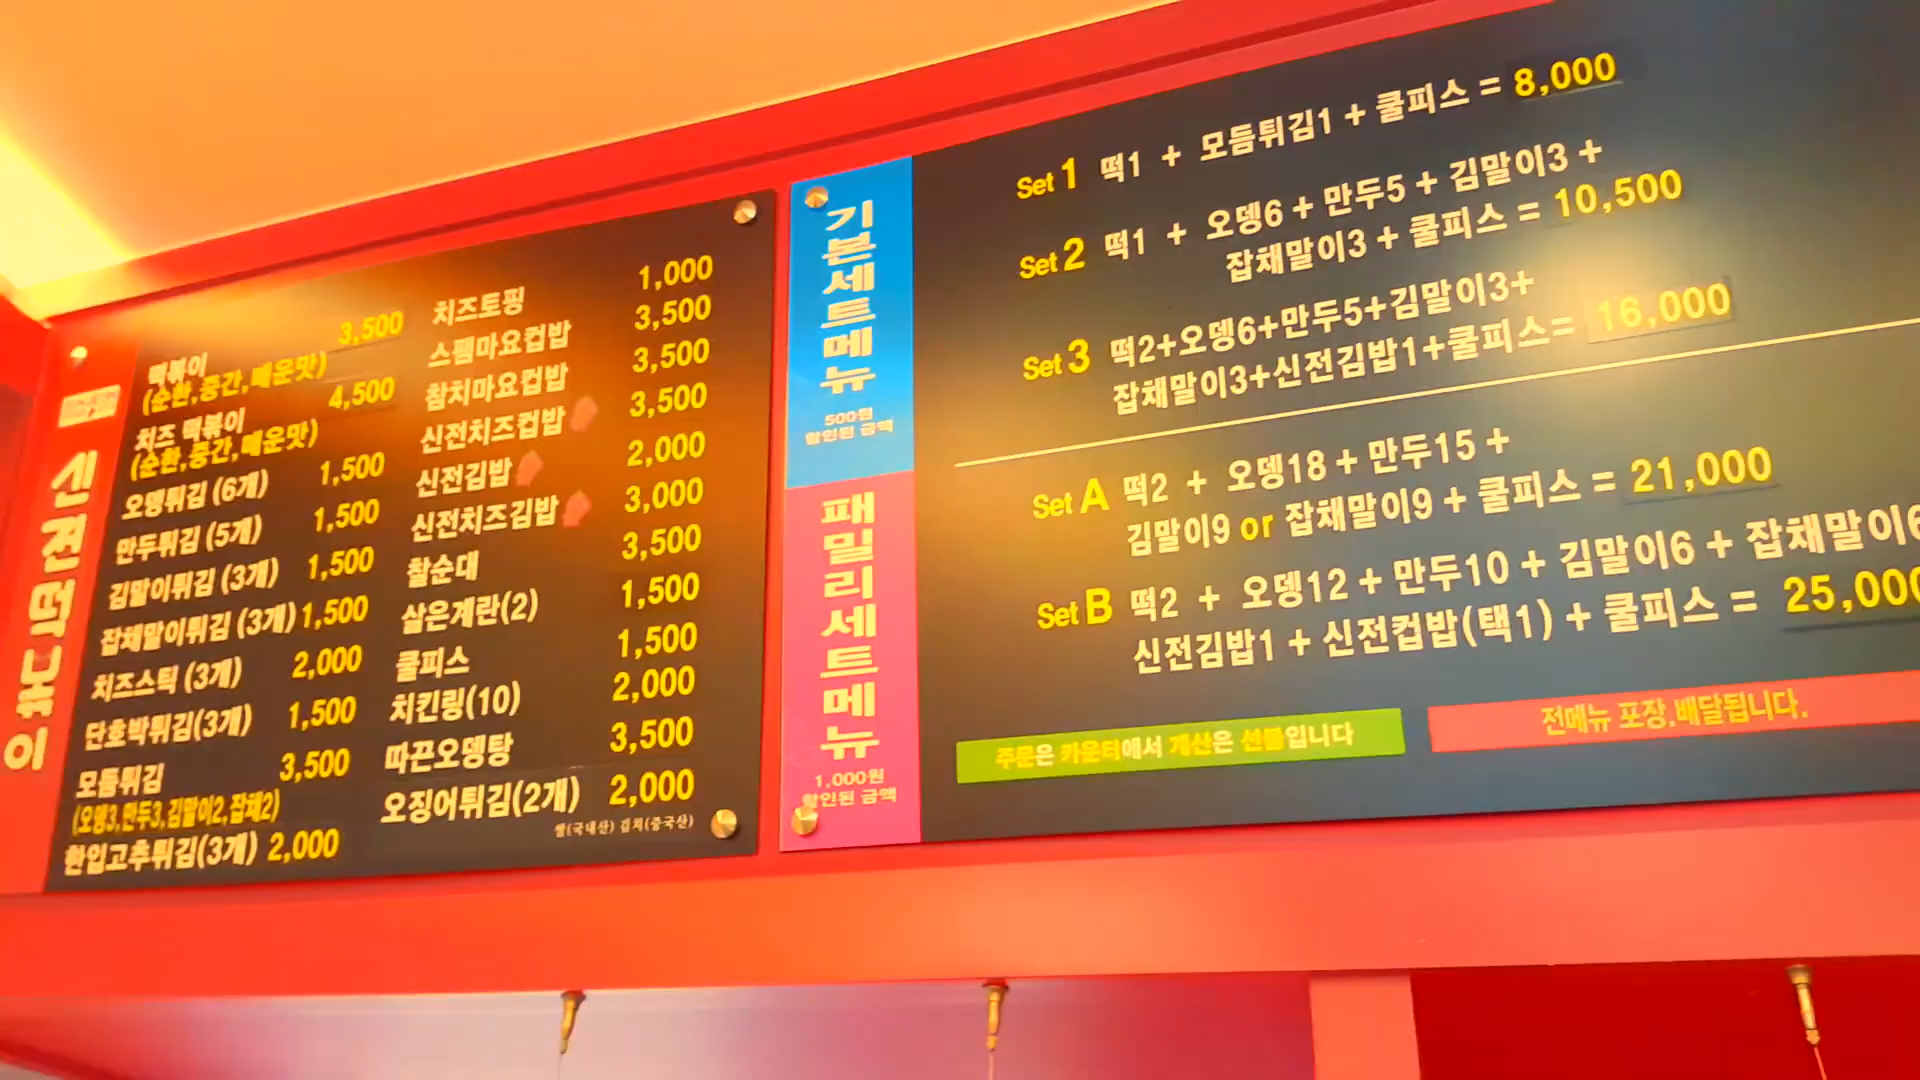 신전떡볶이
떡볶이 3,500
(순한,중간,매운맛)
치즈 떡볶이 4,500
(순한,중간,매운맛)
오뎅튀김 (6개) 1,500
만두튀김 (5개) 1,500
김말이튀김 (3개) 1,500
잡채말이튀김 (3개) 1,500
치즈스틱 (3개) 2,000
단호박튀김(3개) 1,500
모듬튀김 3,500
(오뎅3,만두3,김말이2,잡채2)
한입고추튀김(3개) 2,000
치즈토핑 1,000
스팸마요컵밥 3,500
참치마요컵밥 3,500
신전치즈컵밥 3,500
신전김밥 2,000
신전치즈김밥 3,000
찰순대 3,500
삶은계란(2) 1,500
쿨피스 1,500
치킨링(10) 2,000
따끈오뎅탕 3,500
오징어튀김(2개) 2,000
쌀(국내산) 김치(중국산)
기본세트메뉴
500원
할인된 금액
Set 1 떡1 + 모듬튀김1 + 쿨피스 = 8,000
Set 2 떡1 + 오뎅6 + 만두5 + 김말이3 +
잡채말이3 + 쿨피스 = 10,500
Set 3 떡2+오뎅6+만두5+김말이3+
잡채말이3+신전김밥1+쿨피스= 16,000
패밀리세트메뉴
1,000원
할인된 금액
Set A 떡2 + 오뎅18 + 만두15 +
김말이9 or 잡채말이9 + 쿨피스 = 21,000
Set B 떡2 + 오뎅12 + 만두10 + 김말이6 + 잡채말이6
신전김밥1 + 신전컵밥(택1) + 쿨피스 = 25,000
주문은 카운터에서 계산은 선불입니다
전메뉴 포장,배달됩니다.